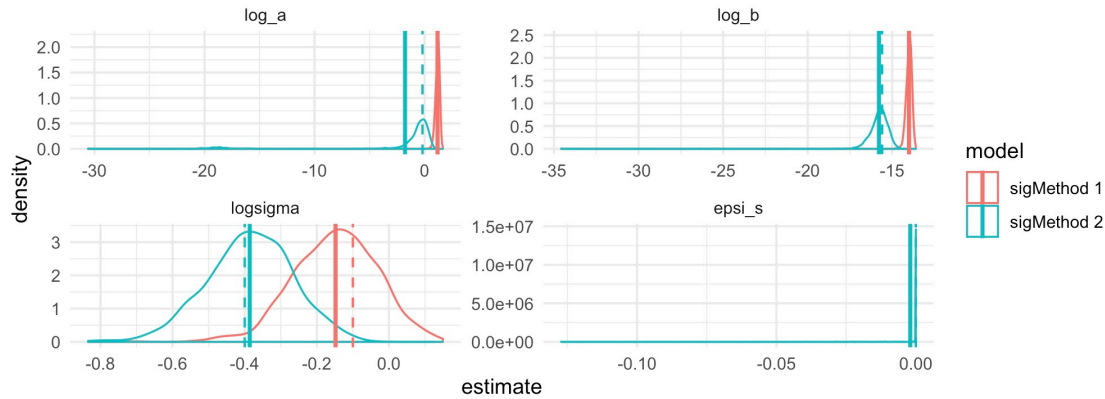 log_a
log_b
2.0
1.5
1.0
0.5
0.0
-30
-20
-10
0
2.5
2.0
1.5
1.0
0.5
0.0
-35
-30
-25
-20
-15
density
logsigma
epsi_s
3
2
1
0
-0.8
-0.6
-0.4
-0.2
0.0
1.5e+07
1.0e+07
5.0e+06
0.0e+00
-0.10
-0.05
0.00
estimate
model
sigMethod 1
sigMethod 2